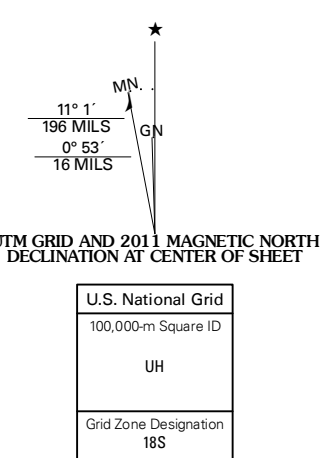 ★
MN
GN
11° 1´
196 MILS
0° 53´
16 MILS
UTM GRID AND 2011 MAGNETIC NORTH
DECLINATION AT CENTER OF SHEET
U.S. National Grid
100,000-m Square ID
UH
Grid Zone Designation
18S